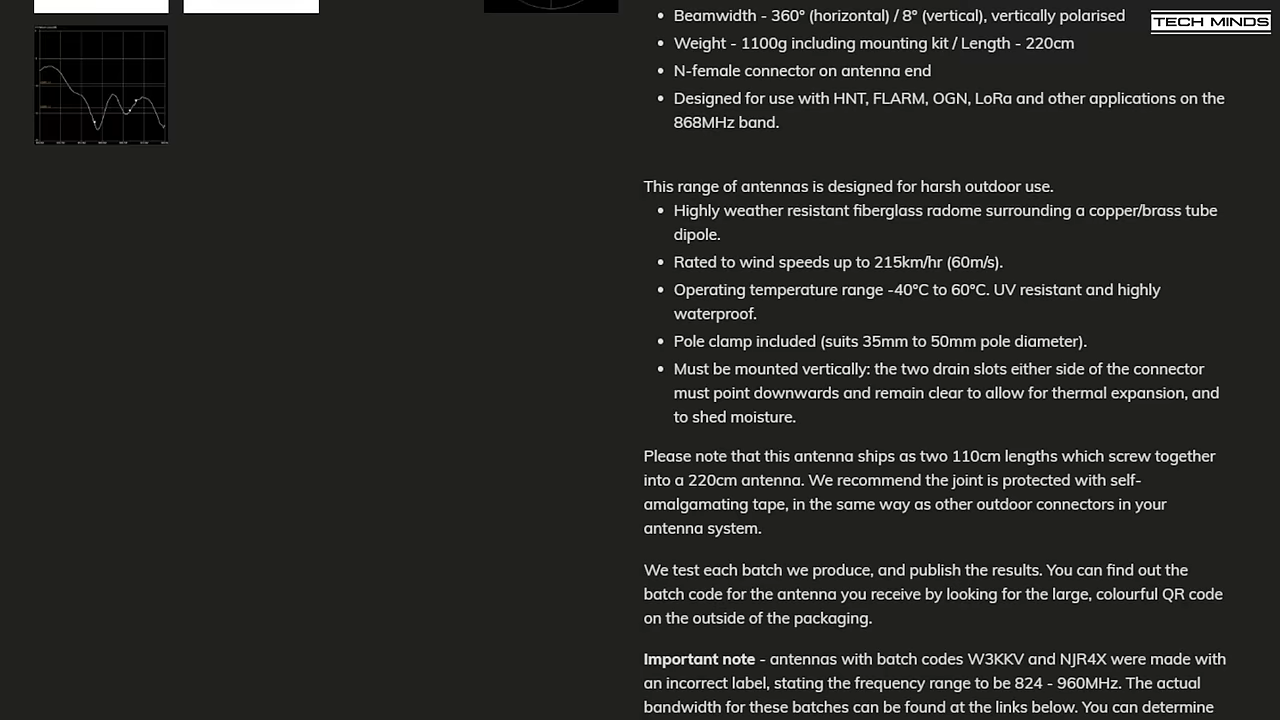 Beamwidth - 360º (horizontal) / 8º (vertical), vertically polarised
TECH MINDS
Weight - 1100g including mounting kit / Length - 220cm
N-female connector on antenna end
Designed for use with HNT, FLARM, OGN, LoRa and other applications on the
868MHz band.
This range of antennas is designed for harsh outdoor use.
Highly weather resistant fiberglass radome surrounding a copper/brass tube
dipole.
Rated to wind speeds up to 215km/hr (60m/s).
Operating temperature range -40ºC to 60ºC. UV resistant and highly
waterproof.
Pole clamp included (suits 35mm to 50mm pole diameter).
Must be mounted vertically: the two drain slots either side of the connector
must point downwards and remain clear to allow for thermal expansion, and
to shed moisture.
Please note that this antenna ships as two 110cm lengths which screw together
into a 220cm antenna. We recommend the joint is protected with self-
amalgamating tape, in the same way as other outdoor connectors in your
antenna system.
We test each batch we produce, and publish the results. You can find out the
batch code for the antenna you receive by looking for the large, colourful QR code
on the outside of the packaging.
Important note - antennas with batch codes W3KKV and NJR4X were made with
an incorrect label, stating the frequency range to be 824 - 960MHz. The actual
bandwidth for these batches can be found at the links below. You can determine